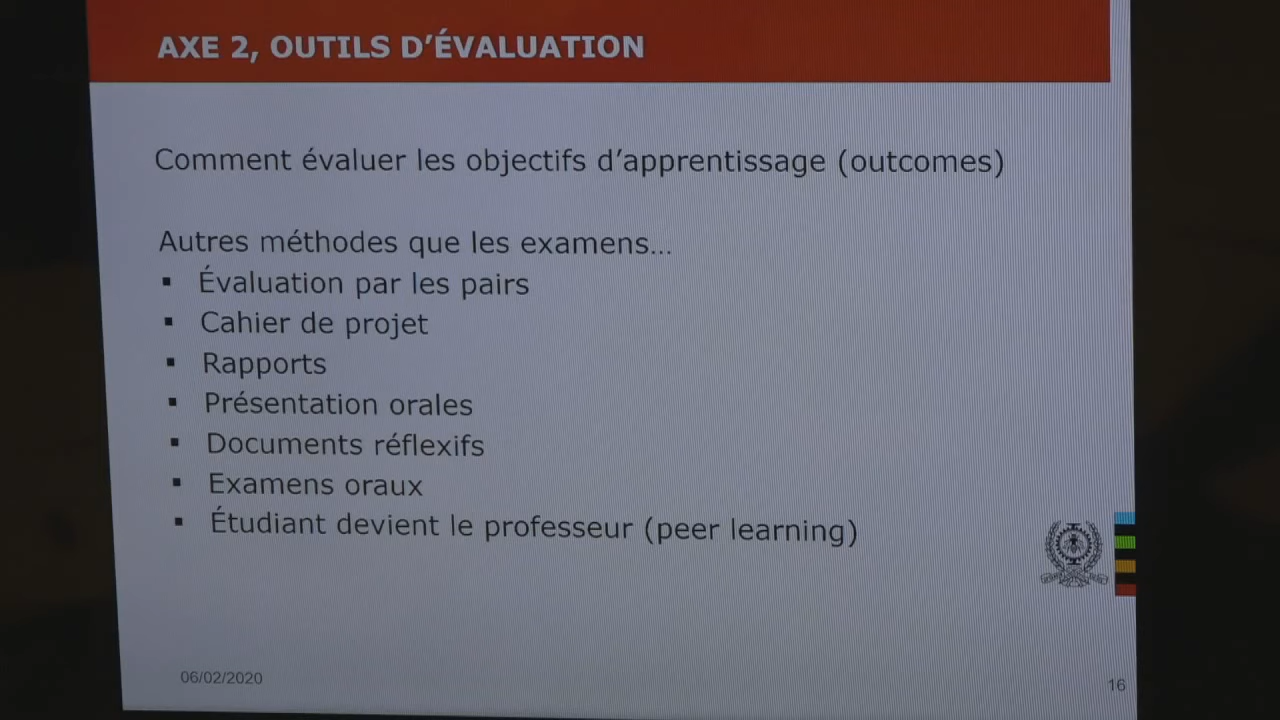 AXE 2, OUTILS D'ÉVALUATION
Comment évaluer les objectifs d'apprentissage (outcomes)
Autres méthodes que les examens...
▪ Évaluation par les pairs
▪ Cahier de projet
▪ Rapports
▪ Présentation orales
▪ Documents réflexifs
▪ Examens oraux
▪ Étudiant devient le professeur (peer learning)
06/02/2020
16